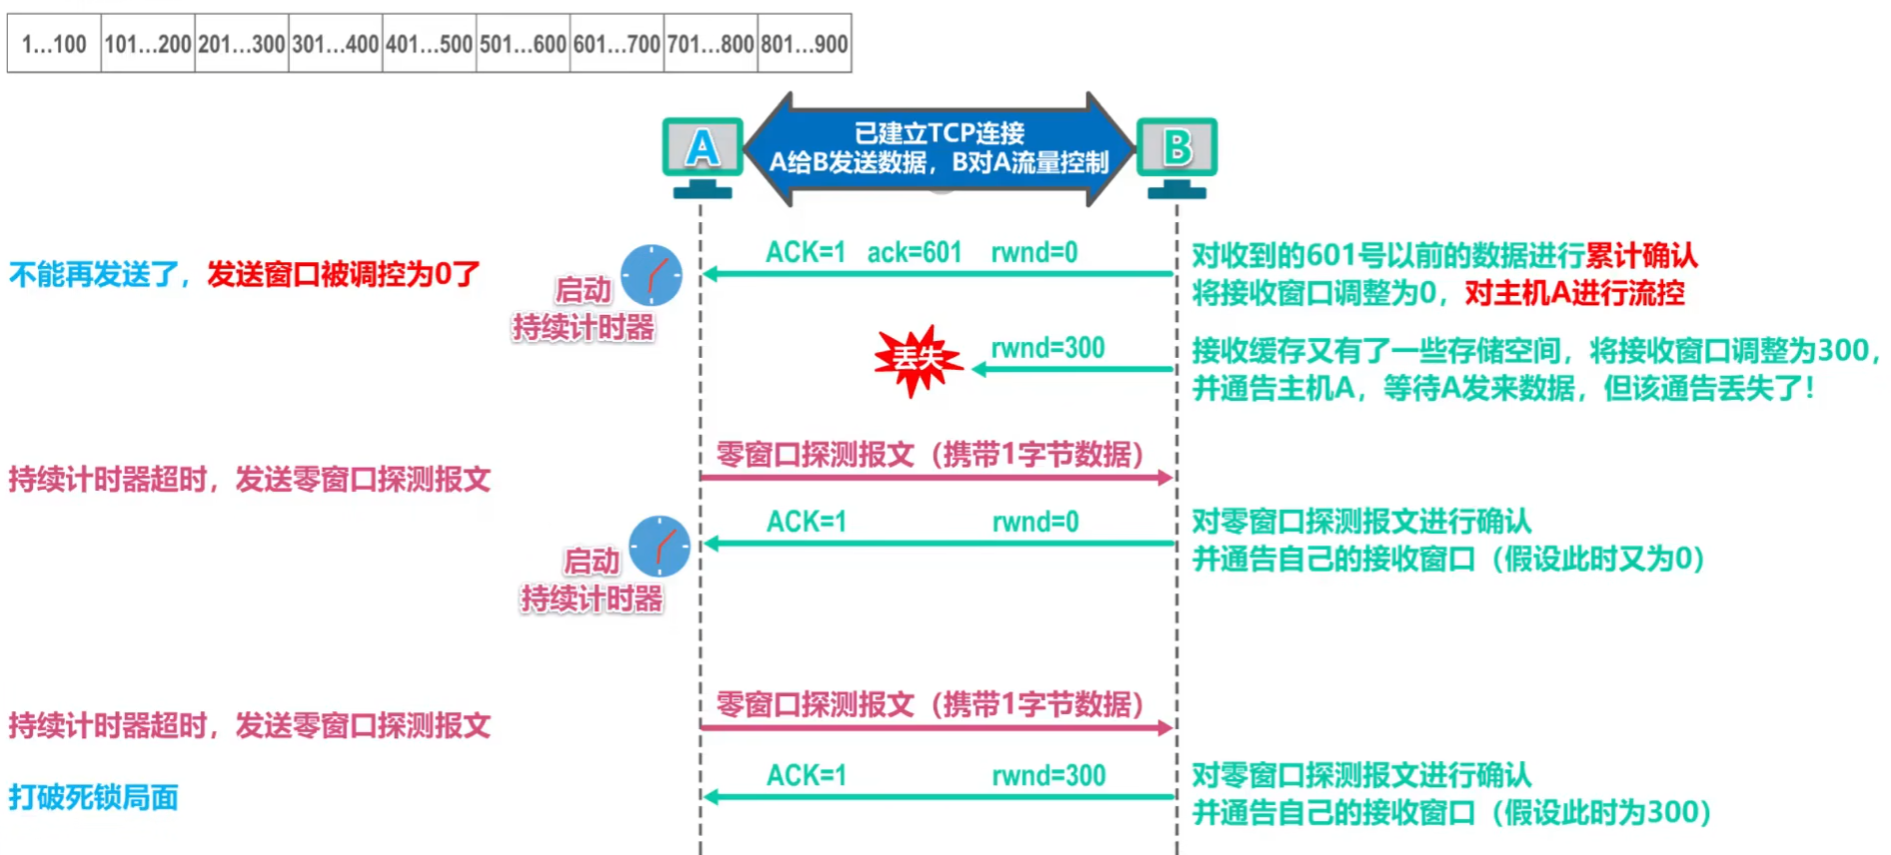 1…100 101…200 201…300 301…400 401…500 501…600 601…700 701…800 801…900
A
已建立TCP连接
A给B发送数据，B对A流量控制
B
不能再发送了，发送窗口被调控为0了
启动
持续计时器
ACK=1 ack=601 rwnd=0
对收到的601号以前的数据进行累计确认
将接收窗口调整为0，对主机A进行流控
丢失
rwnd=300
接收缓存又有了一些存储空间，将接收窗口调整为300，
并通告主机A，等待A发来数据，但该通告丢失了！
持续计时器超时，发送零窗口探测报文
零窗口探测报文（携带1字节数据）
启动
持续计时器
ACK=1 rwnd=0
对零窗口探测报文进行确认
并通告自己的接收窗口（假设此时又为0）
持续计时器超时，发送零窗口探测报文
零窗口探测报文（携带1字节数据）
打破死锁局面
ACK=1 rwnd=300
对零窗口探测报文进行确认
并通告自己的接收窗口（假设此时为300）